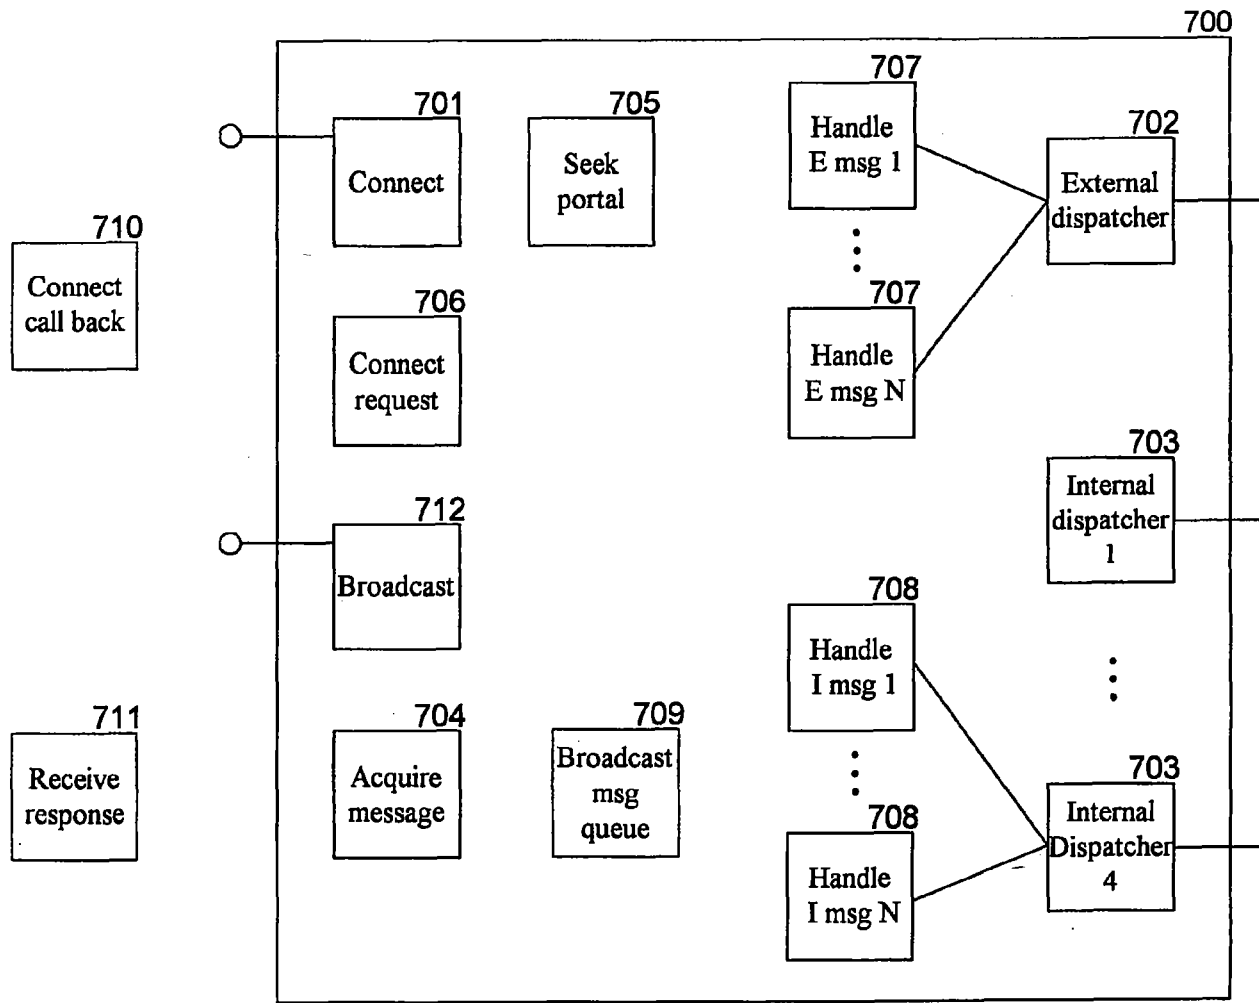 700
701
Connect
705
Seek
portal
707
Handle
E msg 1
702
External
dispatcher
710
Connect
call back
706
Connect
request
707
Handle
E msg N
703
Internal
dispatcher
1
712
Broadcast
708
Handle
I msg 1
711
Receive
response
704
Acquire
message
709
Broadcast
msg
queue
708
Handle
I msg N
703
Internal
Dispatcher
4